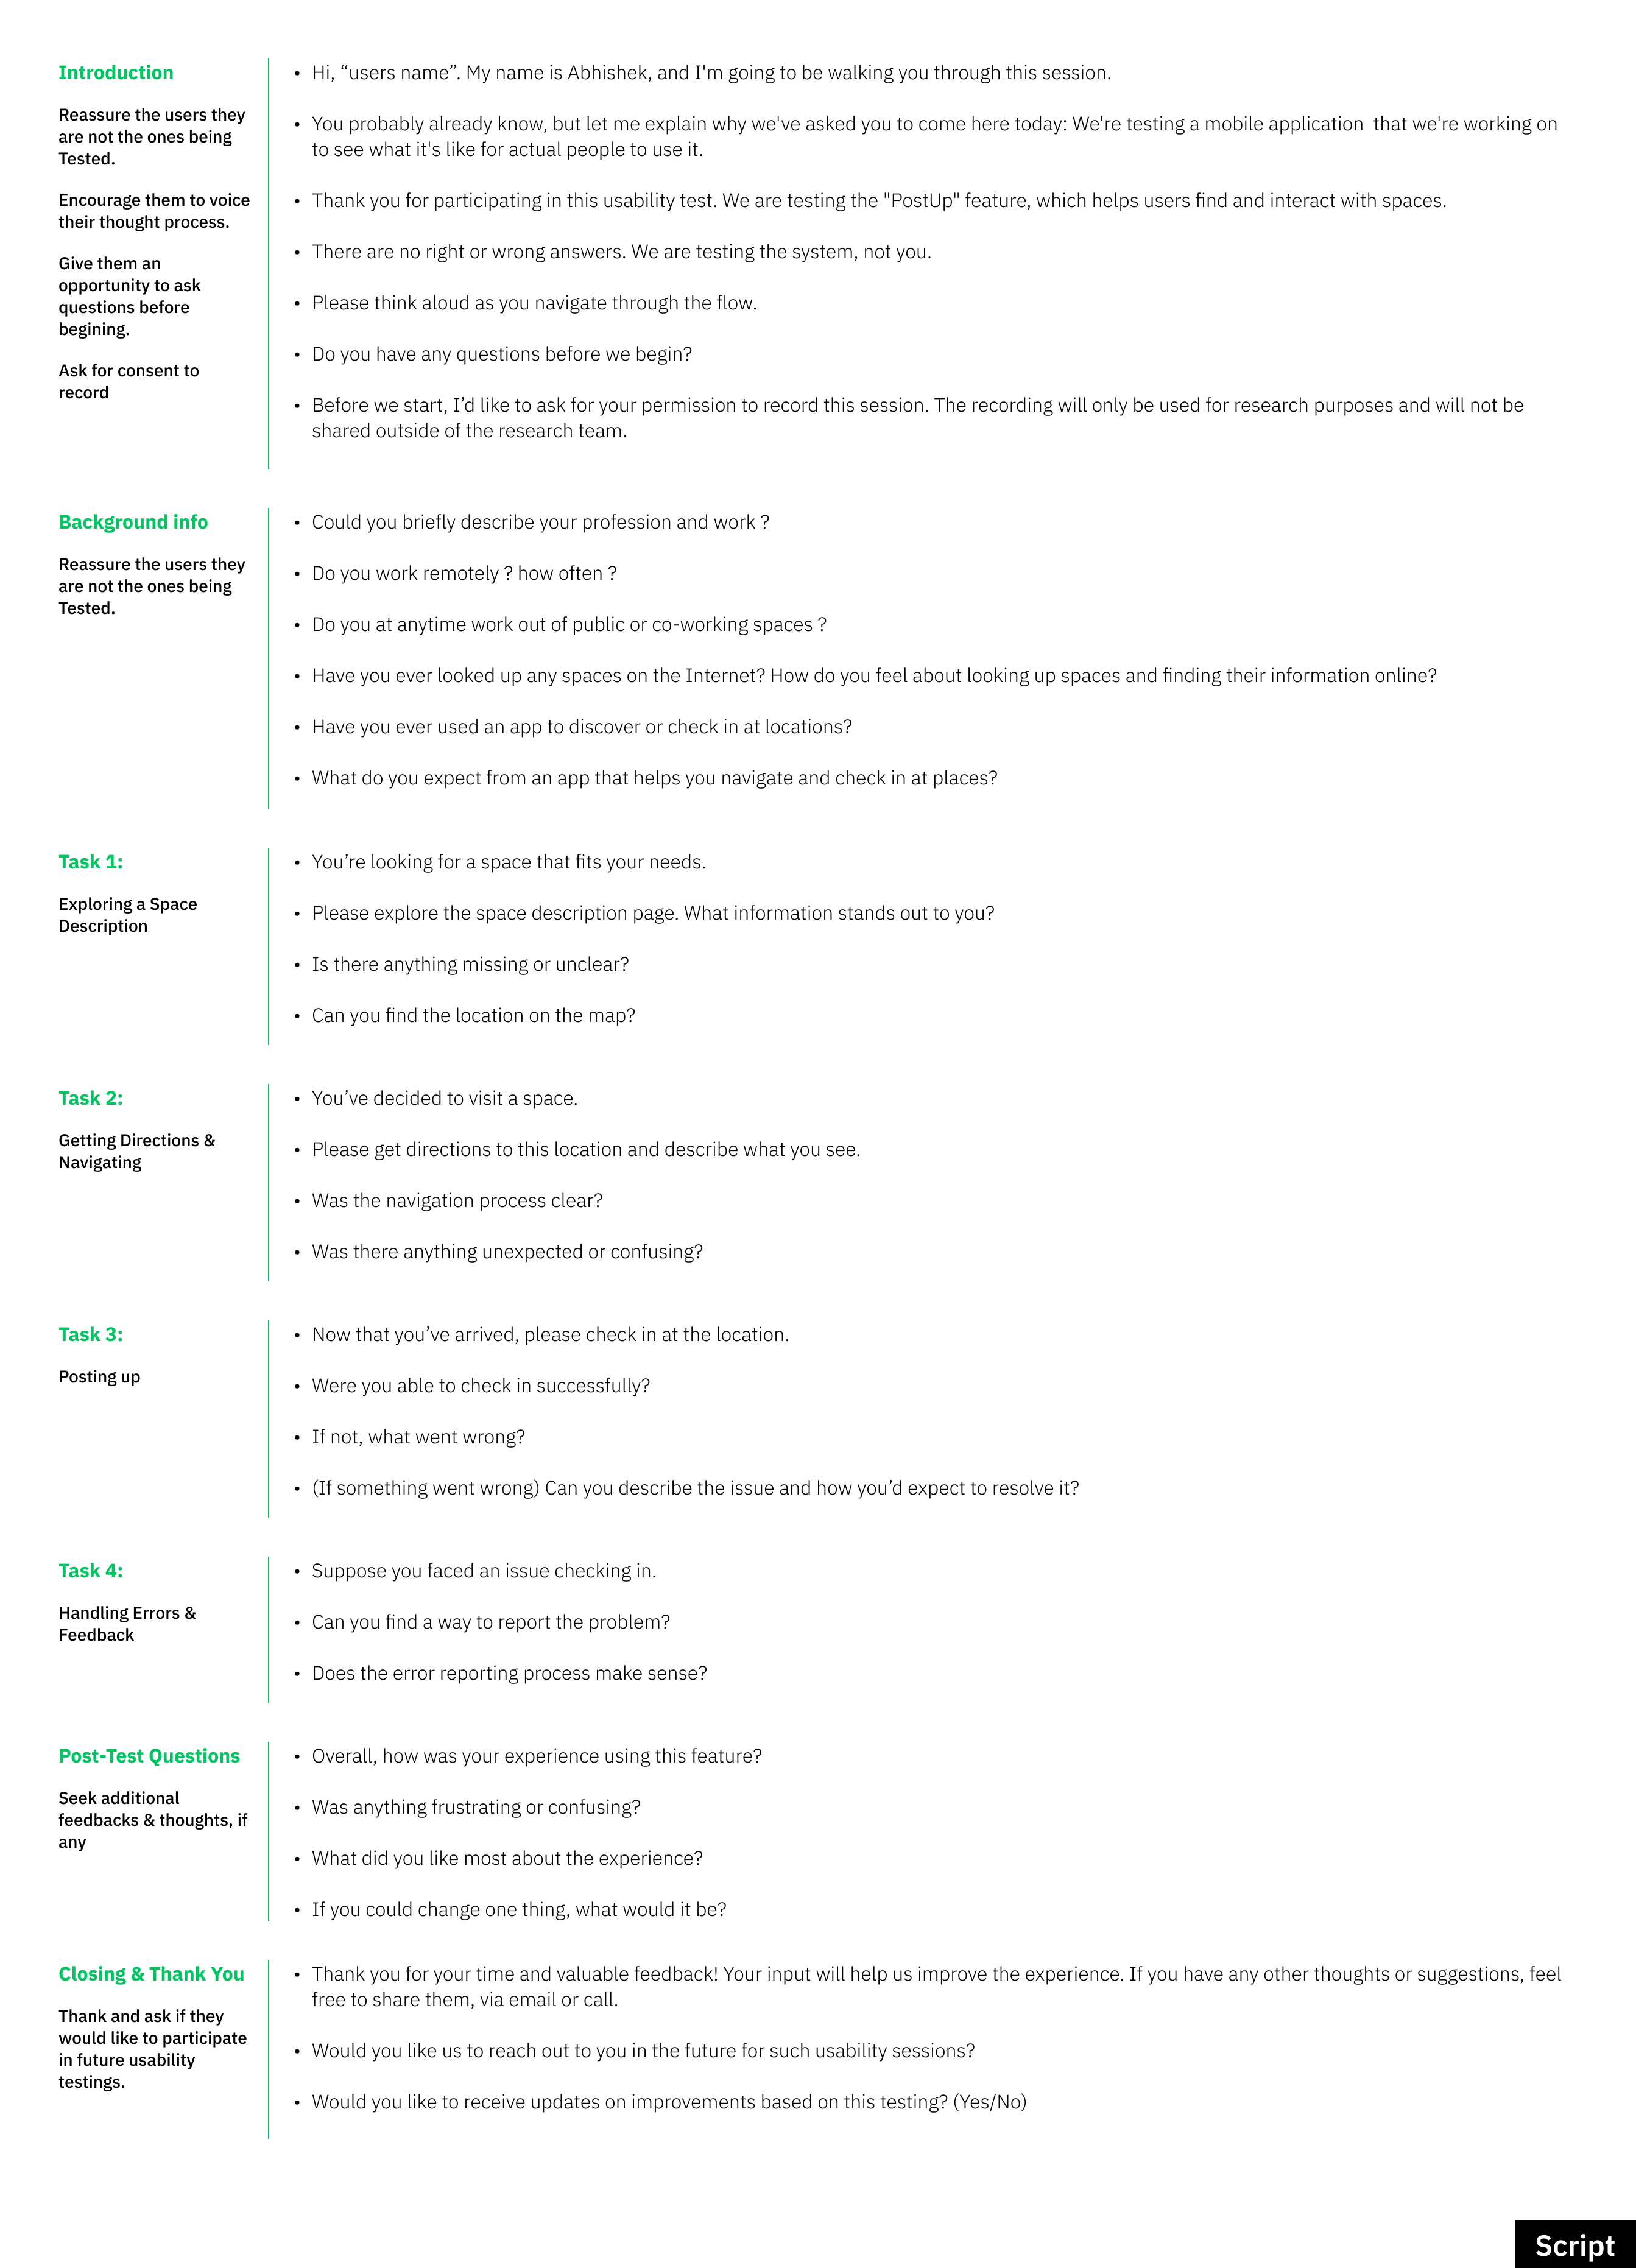 Introduction
Reassure the users they
are not the ones being
Tested.
Encourage them to voice
their thought process.
Give them an
opportunity to ask
questions before
begining.
Ask for consent to
record
• Hi, “users name”. My name is Abhishek, and I'm going to be walking you through this session.
• You probably already know, but let me explain why we've asked you to come here today: We're testing a mobile application  that we're working on
to see what it's like for actual people to use it.
• Thank you for participating in this usability test. We are testing the "PostUp" feature, which helps users find and interact with spaces.
• There are no right or wrong answers. We are testing the system, not you.
• Please think aloud as you navigate through the flow.
• Do you have any questions before we begin?
• Before we start, I’d like to ask for your permission to record this session. The recording will only be used for research purposes and will not be
shared outside of the research team.
Background info
Reassure the users they
are not the ones being
Tested.
• Could you briefly describe your profession and work ?
• Do you work remotely ? how often ?
• Do you at anytime work out of public or co-working spaces ?
• Have you ever looked up any spaces on the Internet? How do you feel about looking up spaces and finding their information online?
• Have you ever used an app to discover or check in at locations?
• What do you expect from an app that helps you navigate and check in at places?
Task 1:
Exploring a Space
Description
• You’re looking for a space that fits your needs.
• Please explore the space description page. What information stands out to you?
• Is there anything missing or unclear?
• Can you find the location on the map?
Task 2:
Getting Directions &
Navigating
• You’ve decided to visit a space.
• Please get directions to this location and describe what you see.
• Was the navigation process clear?
• Was there anything unexpected or confusing?
Task 3:
Posting up
• Now that you’ve arrived, please check in at the location.
• Were you able to check in successfully?
• If not, what went wrong?
• (If something went wrong) Can you describe the issue and how you’d expect to resolve it?
Task 4:
Handling Errors &
Feedback
• Suppose you faced an issue checking in.
• Can you find a way to report the problem?
• Does the error reporting process make sense?
Post-Test Questions
Seek additional
feedbacks & thoughts, if
any
• Overall, how was your experience using this feature?
• Was anything frustrating or confusing?
• What did you like most about the experience?
• If you could change one thing, what would it be?
Closing & Thank You
Thank and ask if they
would like to participate
in future usability
testings.
• Thank you for your time and valuable feedback! Your input will help us improve the experience. If you have any other thoughts or suggestions, feel
free to share them, via email or call.
• Would you like us to reach out to you in the future for such usability sessions?
• Would you like to receive updates on improvements based on this testing? (Yes/No)
Script